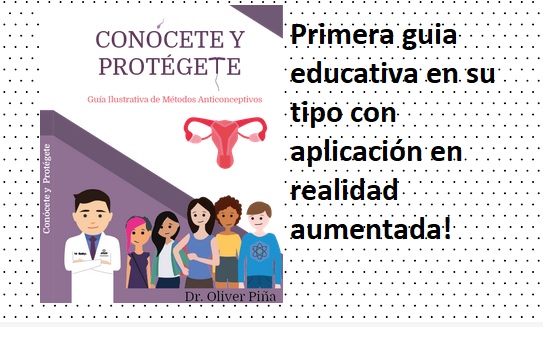 CONÓCETE Y
PROTÉGETE
Guía Ilustrativa de Métodos Anticonceptivos
Conócete y Protégete
Dr. Oliver Piña
Primera guia
educativa en su
tipo con
aplicación en
realidad
aumentada!